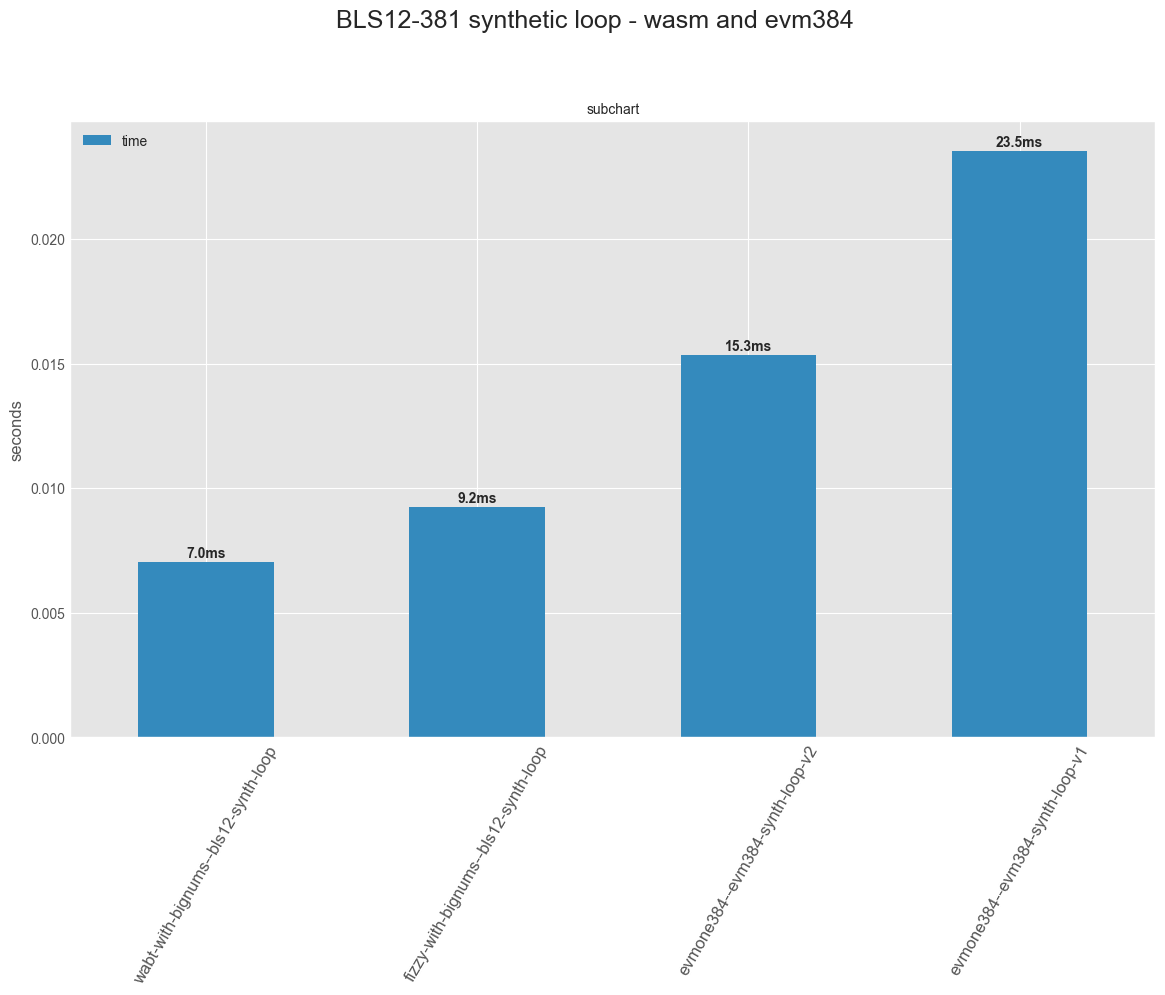 BLS12-381 synthetic loop - wasm and evm384
subchart
time
23.5ms
15.3ms
9.2ms
7.0ms
seconds
0.020
0.015
0.010
0.005
0.000
wabt-with-bignums--bls12-synth-loop
fizzy-with-bignums--bls12-synth-loop
evmone384--evm384-synth-loop-v2
evmone384--evm384-synth-loop-v1